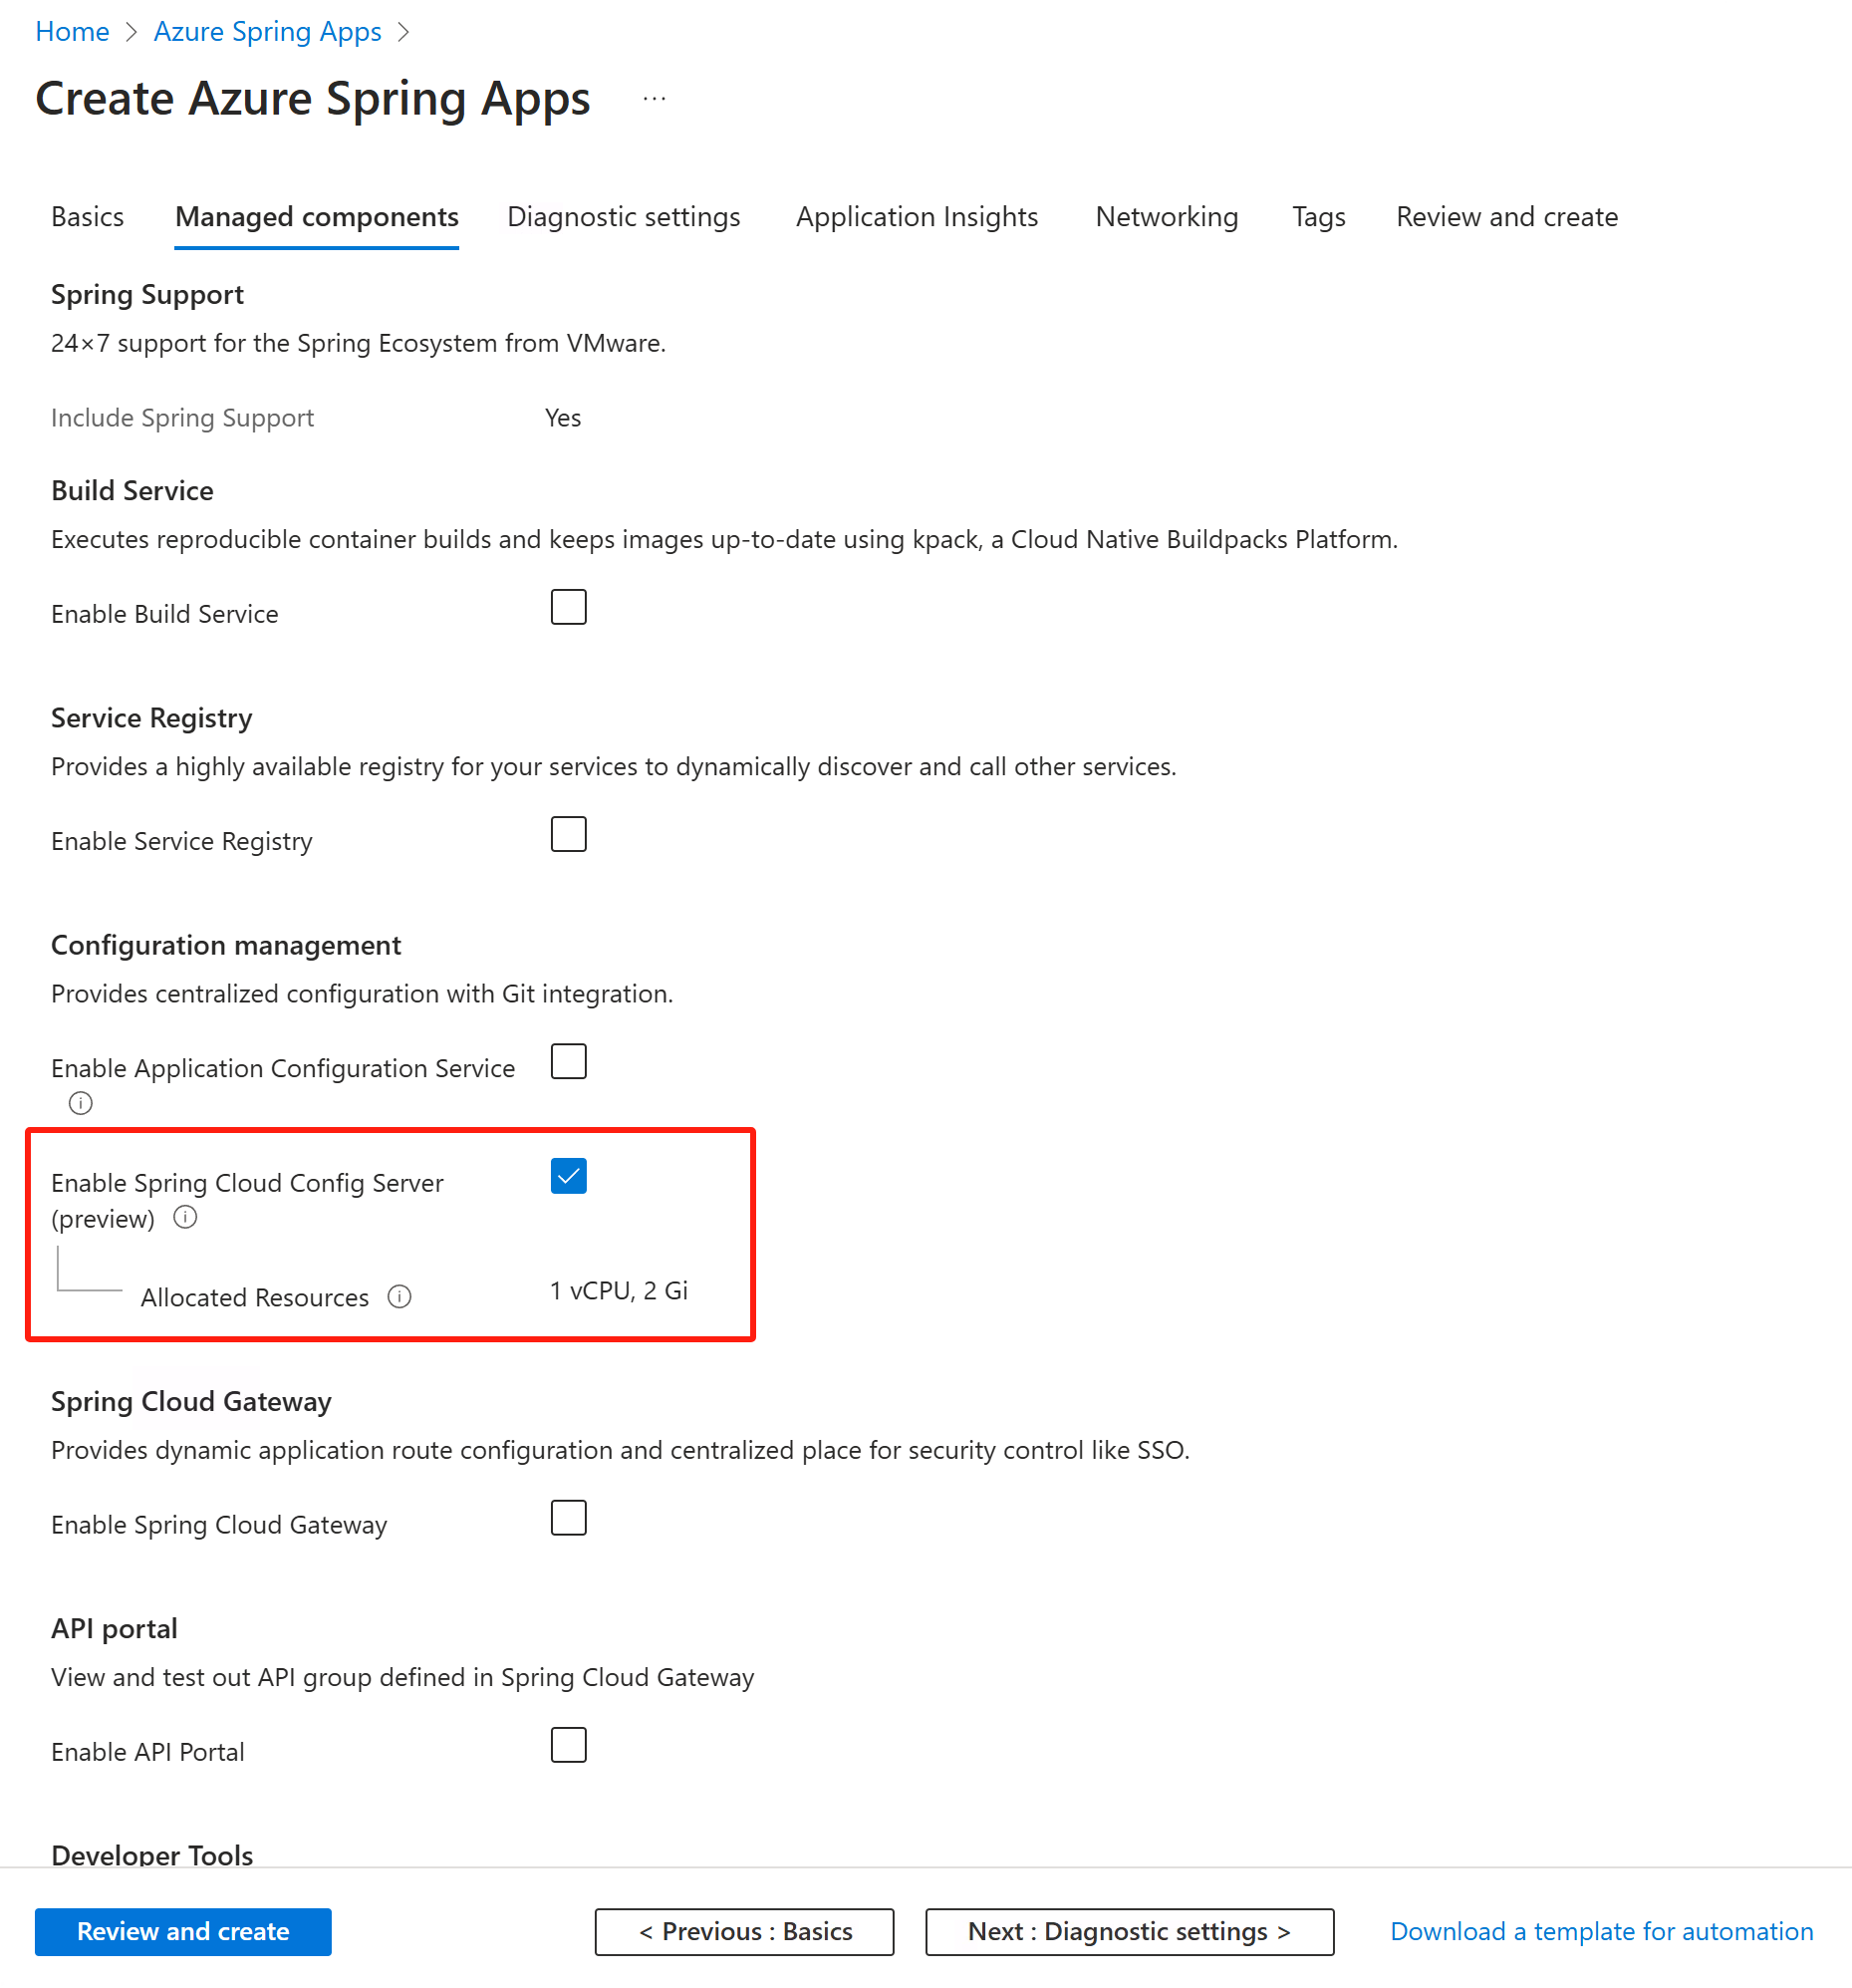 Home > Azure Spring Apps >
Create Azure Spring Apps ...
Basics Managed components Diagnostic settings Application Insights Networking Tags Review and create
Spring Support
24×7 support for the Spring Ecosystem from VMware.
Include Spring Support Yes
Build Service
Executes reproducible container builds and keeps images up-to-date using kpack, a Cloud Native Buildpacks Platform.
Enable Build Service
Service Registry
Provides a highly available registry for your services to dynamically discover and call other services.
Enable Service Registry
Configuration management
Provides centralized configuration with Git integration.
Enable Application Configuration Service
Enable Spring Cloud Config Server
(preview)
Allocated Resources 1 vCPU, 2 Gi
Spring Cloud Gateway
Provides dynamic application route configuration and centralized place for security control like SSO.
Enable Spring Cloud Gateway
API portal
View and test out API group defined in Spring Cloud Gateway
Enable API Portal
Developer Tools
Review and create < Previous : Basics Next : Diagnostic settings > Download a template for automation